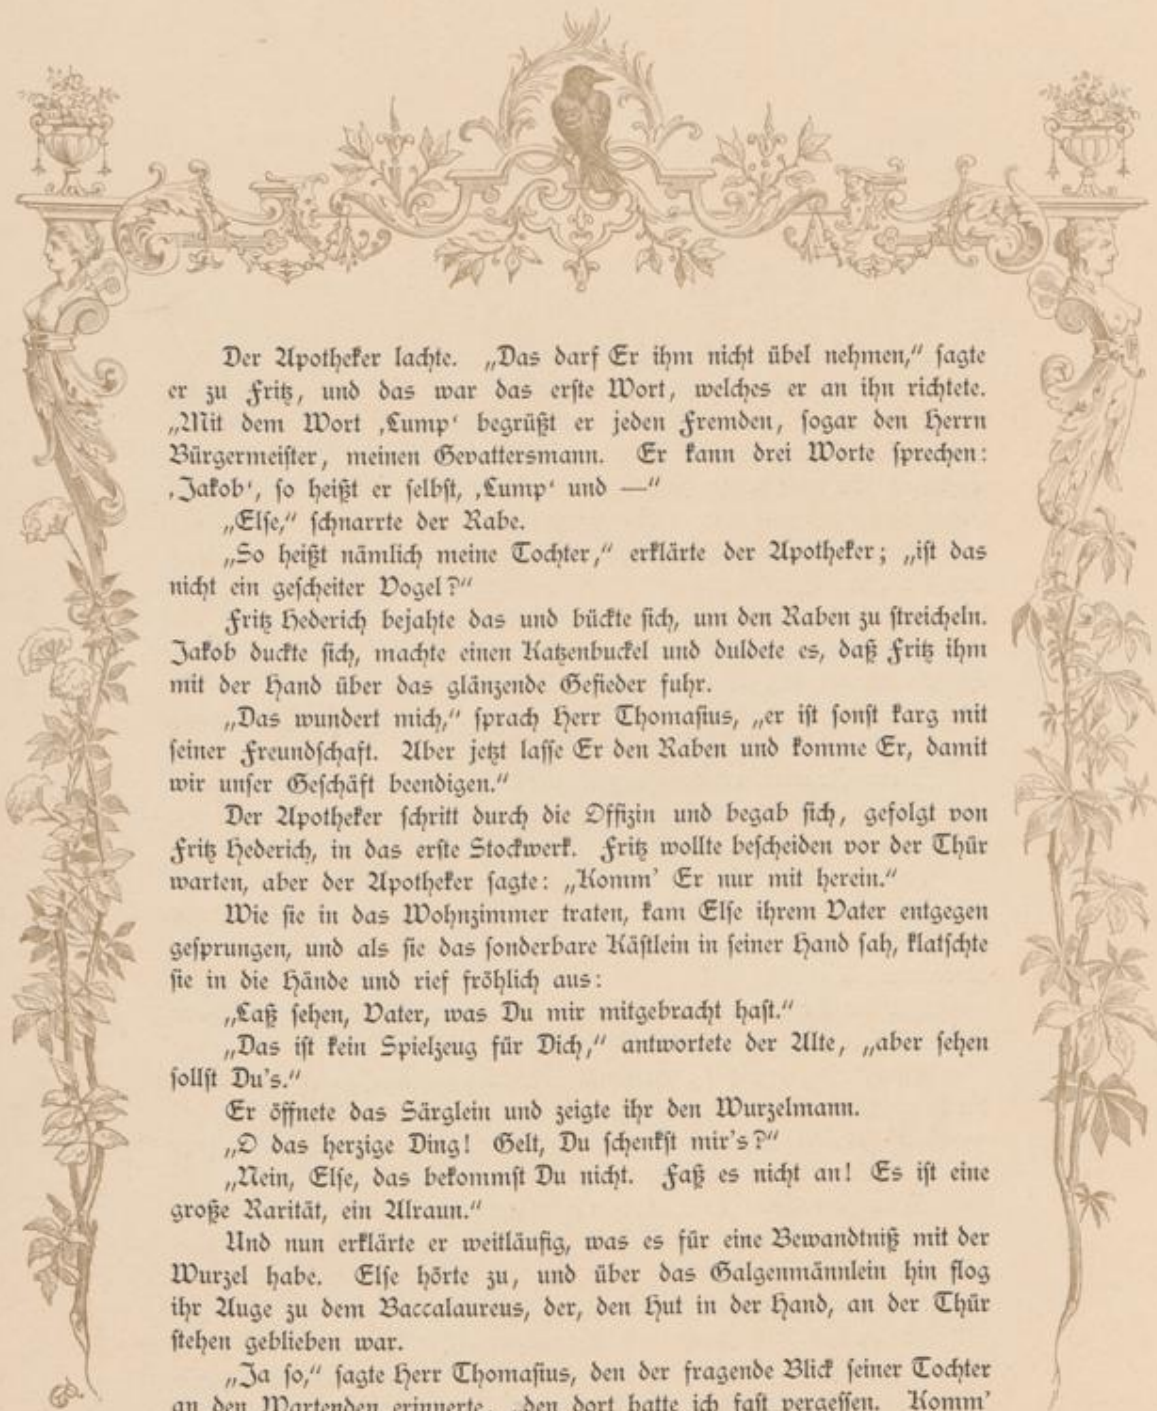 Der Apotheker lachte. „Das darf Er ihm nicht übel nehmen,“ sagte
er zu Fritz, und das war das erste Wort, welches er an ihn richtete.
„Mit dem Wort ‚Lump‘ begrüßt er jeden Fremden, sogar den Herrn
Bürgermeister, meinen Gevattersmann. Er kann drei Worte sprechen:
‚Jakob‘, so heißt er selbst, ‚Lump‘ und —“
„Else,“ schnarrte der Rabe.
„So heißt nämlich meine Tochter,“ erklärte der Apotheker; „ist das
nicht ein gescheiter Vogel?“
Fritz Hederich bejahte das und bückte sich, um den Raben zu streicheln.
Jakob duckte sich, machte einen Katzenbuckel und duldete es, daß Fritz ihm
mit der Hand über das glänzende Gefieder fuhr.
„Das wundert mich,“ sprach Herr Thomasius, „er ist sonst karg mit
seiner Freundschaft. Aber jetzt lasse Er den Raben und komme Er, damit
wir unser Geschäft beendigen.“
Der Apotheker schritt durch die Offizin und begab sich, gefolgt von
Fritz Hederich, in das erste Stockwerk. Fritz wollte bescheiden vor der Thür
warten, aber der Apotheker sagte: „Komm’ Er nur mit herein.“
Wie sie in das Wohnzimmer traten, kam Else ihrem Vater entgegen
gesprungen, und als sie das sonderbare Kästlein in seiner Hand sah, klatschte
sie in die Hände und rief fröhlich aus:
„Laß sehen, Vater, was Du mir mitgebracht hast.“
„Das ist kein Spielzeug für Dich,“ antwortete der Alte, „aber sehen
sollst Du’s.“
Er öffnete das Särglein und zeigte ihr den Wurzelmann.
„O das herzige Ding! Gelt, Du schenkst mir’s?“
„Nein, Else, das bekommst Du nicht. Faß es nicht an! Es ist eine
große Rarität, ein Alraun.“
Und nun erklärte er weitläufig, was es für eine Bewandtniß mit der
Wurzel habe. Else hörte zu, und über das Galgenmännlein hin flog
ihr Auge zu dem Baccalaureus, der, den Hut in der Hand, an der Thür
stehen geblieben war.
„Ja so,“ sagte Herr Thomasius, den der fragende Blick seiner Tochter
an den Wartenden erinnerte, „den dort hatte ich fast vergessen. Komm’